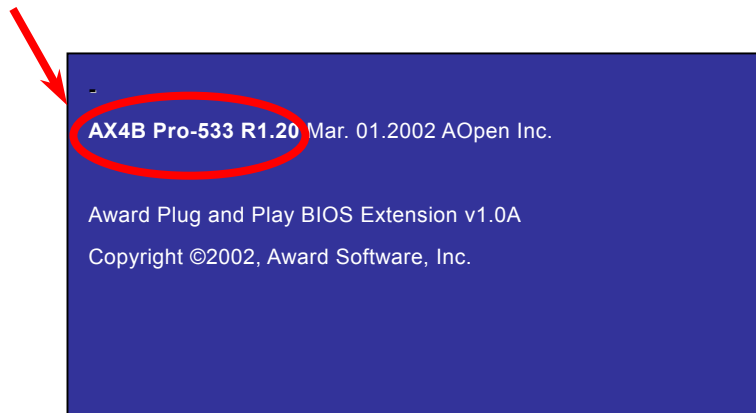 AX4B Pro-533 R1.20 Mar. 01.2002 AOpen Inc.
Award Plug and Play BIOS Extension v1.0A
Copyright ©2002, Award Software, Inc.